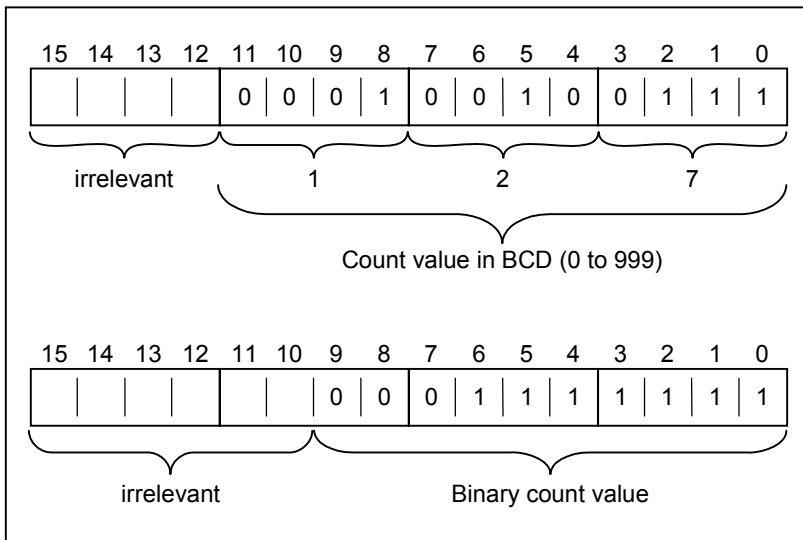 15 14 13 12 11 10 9 8 7 6 5 4 3 2 1 0
0 0 0 1 0 0 1 0 0 1 1 1
irrelevant 1 2 7
Count value in BCD (0 to 999)
15 14 13 12 11 10 9 8 7 6 5 4 3 2 1 0
0 0 0 1 1 1 1 1 1 1
irrelevant Binary count value